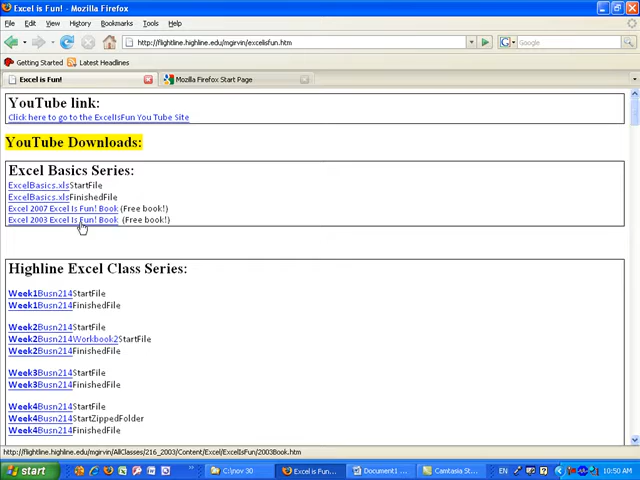 Excel is Fun! - Mozilla Firefox
File Edit View History Bookmarks Tools Help
http://flightline.highline.edu/mgirvin/excelisfun.htm
Google
Getting Started Latest Headlines
Excel is Fun! Mozilla Firefox Start Page
YouTube link:
Click here to go to the ExcelIsFun You Tube Site
YouTube Downloads:
Excel Basics Series:
ExcelBasics.xlsStartFile
ExcelBasics.xlsFinishedFile
Excel 2007 Excel Is Fun! Book (Free book!)
Excel 2003 Excel Is Fun! Book (Free book!)
Highline Excel Class Series:
Week1Busn214StartFile
Week1Busn214FinishedFile
Week2Busn214StartFile
Week2Busn214Workbook2StartFile
Week2Busn214FinishedFile
Week3Busn214StartFile
Week3Busn214FinishedFile
Week4Busn214StartFile
Week4Busn214StartZippedFolder
Week4Busn214FinishedFile
http://flightline.highline.edu/mgirvin/AllClasses/216_2003/Content/Excel/ExcelIsFun/2003Book.htm
start C:\nov 30 Excel is Fun... Document1 ... Camtasia St... EN 10:50 AM